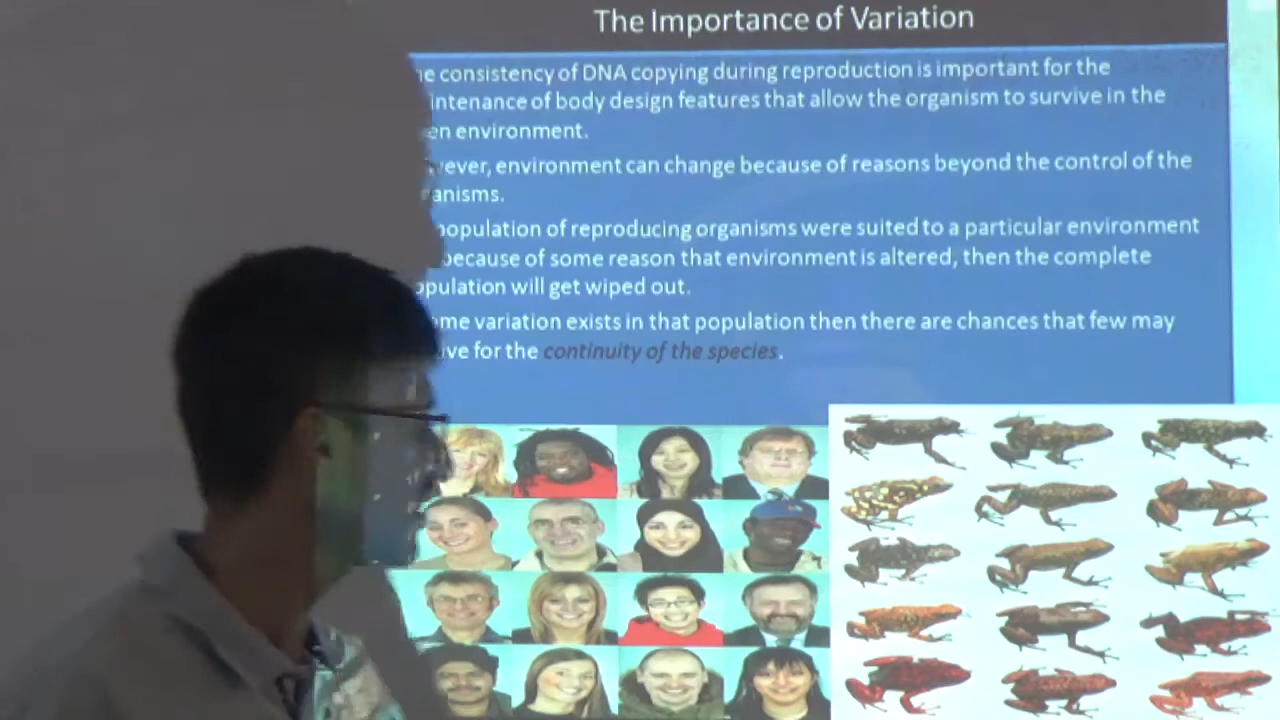 The Importance of Variation
e consistency of DNA copying during reproduction is important for the
intenance of body design features that allow the organism to survive in the
en environment.
ever, environment can change because of reasons beyond the control of the
anisms.
population of reproducing organisms were suited to a particular environment
because of some reason that environment is altered, then the complete
opulation will get wiped out.
ome variation exists in that population then there are chances that few may
ive for the continuity of the species.